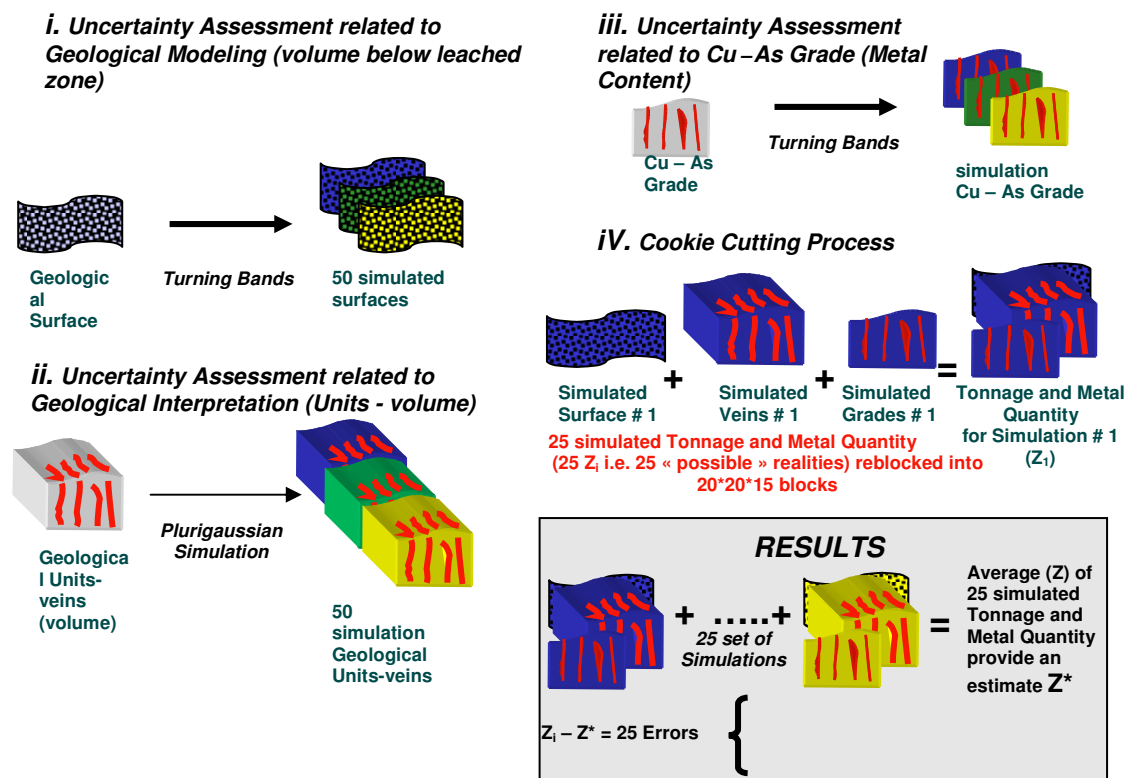 i. Uncertainty Assessment related to
Geological Modeling (volume below leached
zone)
Geologic
al
Surface
Turning Bands
50 simulated
surfaces
ii. Uncertainty Assessment related to
Geological Interpretation (Units - volume)
Geologica
l Units-
veins
(volume)
Plurigaussian
Simulation
50
simulation
Geological
Units-veins
iii. Uncertainty Assessment
related to Cu –As Grade (Metal
Content)
Cu – As
Grade
Turning Bands
simulation
Cu – As Grade
iV. Cookie Cutting Process
+
+
=
Simulated
Surface # 1
Simulated
Veins # 1
Simulated
Grades # 1
Tonnage and Metal
Quantity
for Simulation # 1
(Z1)
25 simulated Tonnage and Metal Quantity
(25 Zi i.e. 25 « possible » realities) reblocked into
20*20*15 blocks
RESULTS
+ …..+
25 set of
Simulations
=
Average (Z) of
25 simulated
Tonnage and
Metal Quantity
provide an
estimate Z*
Zi – Z* = 25 Errors {